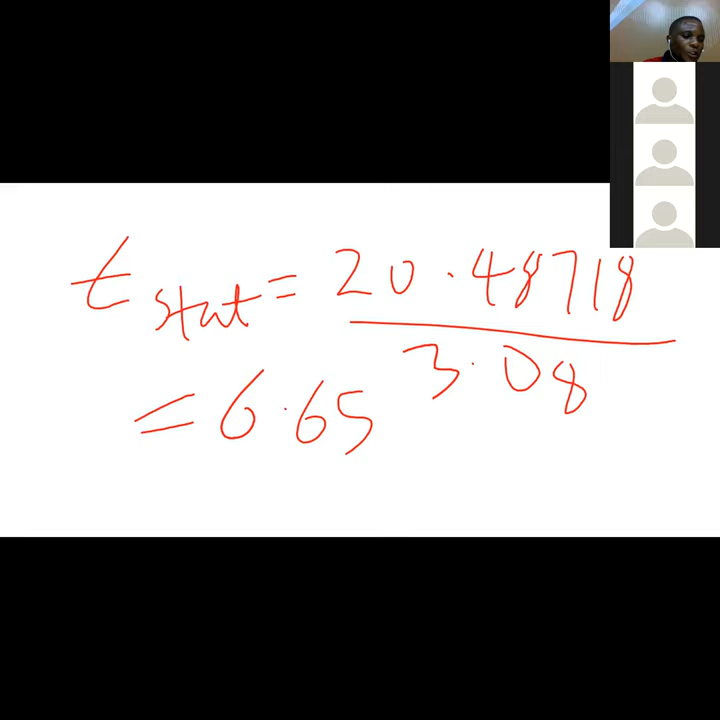 t stat = 20.48718
3.08
= 6.65